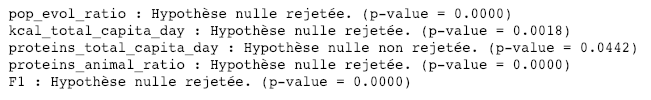 pop_evol_ratio : Hypothèse nulle rejetée. (p-value = 0.0000)
kcal_total_capita_day : Hypothèse nulle rejetée. (p-value = 0.0018)
proteins_total_capita_day : Hypothèse nulle non rejetée. (p-value = 0.0442)
proteins_animal_ratio : Hypothèse nulle rejetée. (p-value = 0.0000)
F1 : Hypothèse nulle rejetée. (p-value = 0.0000)